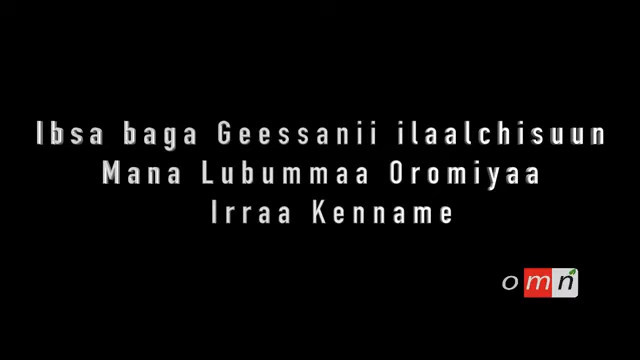 Ibsa baga Geessanii ilaalchisuun
Mana Lubummaa Oromiyaa
Irraa Kenname
omn